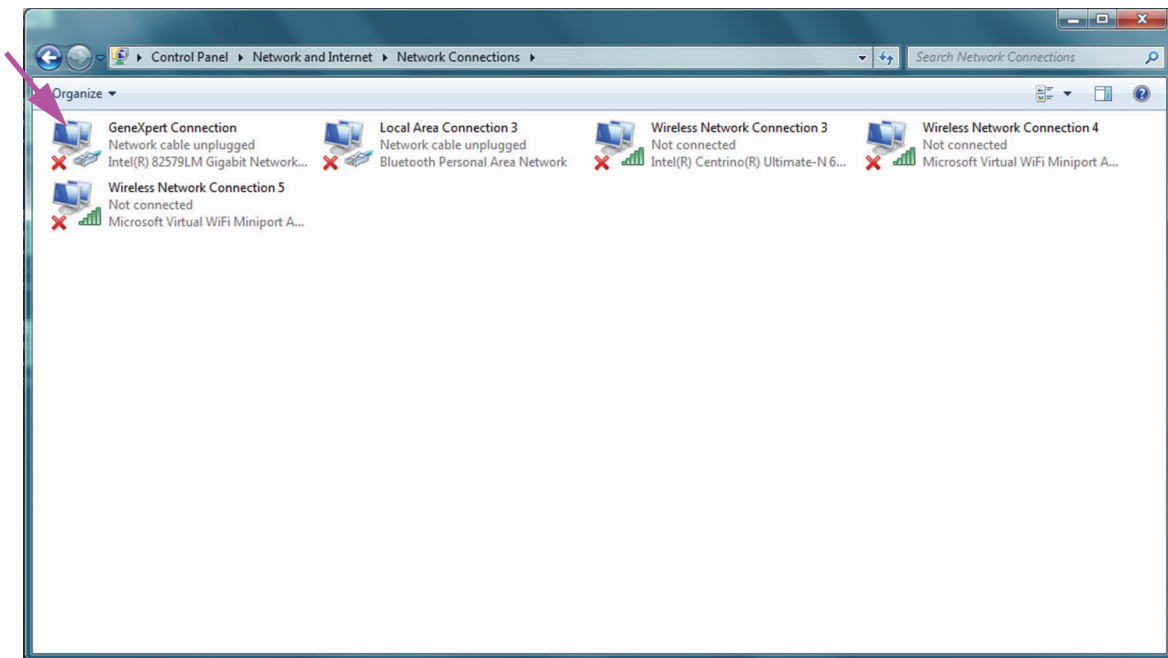 Control Panel Network and Internet Network Connections
Search Network Connections
Organize
GeneXpert Connection
Network cable unplugged
Intel(R) 82579LM Gigabit Network...
Local Area Connection 3
Network cable unplugged
Bluetooth Personal Area Network
Wireless Network Connection 3
Not connected
Intel(R) Centrino(R) Ultimate-N 6...
Wireless Network Connection 4
Not connected
Microsoft Virtual WiFi Miniport A...
Wireless Network Connection 5
Not connected
Microsoft Virtual WiFi Miniport A...